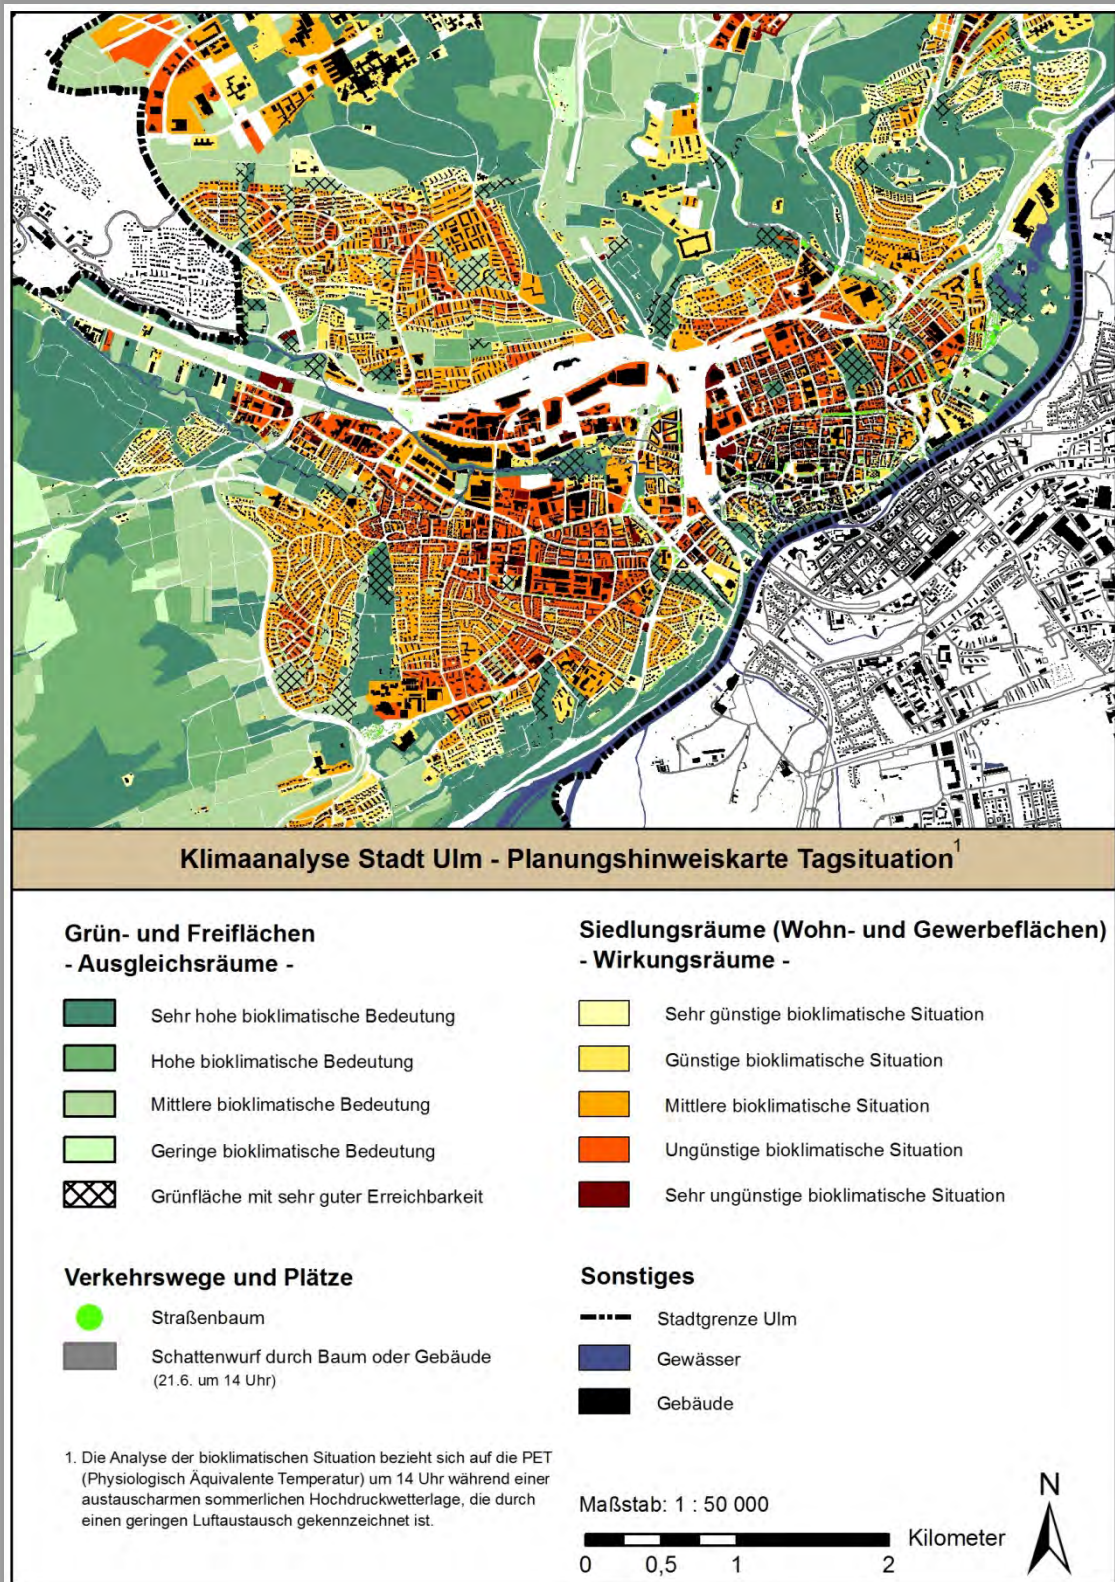 Klimaanalyse Stadt Ulm - Planungshinweiskarte Tagsituation1
Grün- und Freiflächen
- Ausgleichsräume -
Sehr hohe bioklimatische Bedeutung
Hohe bioklimatische Bedeutung
Mittlere bioklimatische Bedeutung
Geringe bioklimatische Bedeutung
Grünfläche mit sehr guter Erreichbarkeit
Siedlungsräume (Wohn- und Gewerbeflächen)
- Wirkungsräume -
Sehr günstige bioklimatische Situation
Günstige bioklimatische Situation
Mittlere bioklimatische Situation
Ungünstige bioklimatische Situation
Sehr ungünstige bioklimatische Situation
Verkehrswege und Plätze
Straßenbaum
Schattenwurf durch Baum oder Gebäude
(21.6. um 14 Uhr)
Sonstiges
Stadtgrenze Ulm
Gewässer
Gebäude
1. Die Analyse der bioklimatischen Situation bezieht sich auf die PET
(Physiologisch Äquivalente Temperatur) um 14 Uhr während einer
austauscharmen sommerlichen Hochdruckwetterlage, die durch
einen geringen Luftaustausch gekennzeichnet ist.
Maßstab: 1 : 50 000
Kilometer
0 0,5 1 2
N